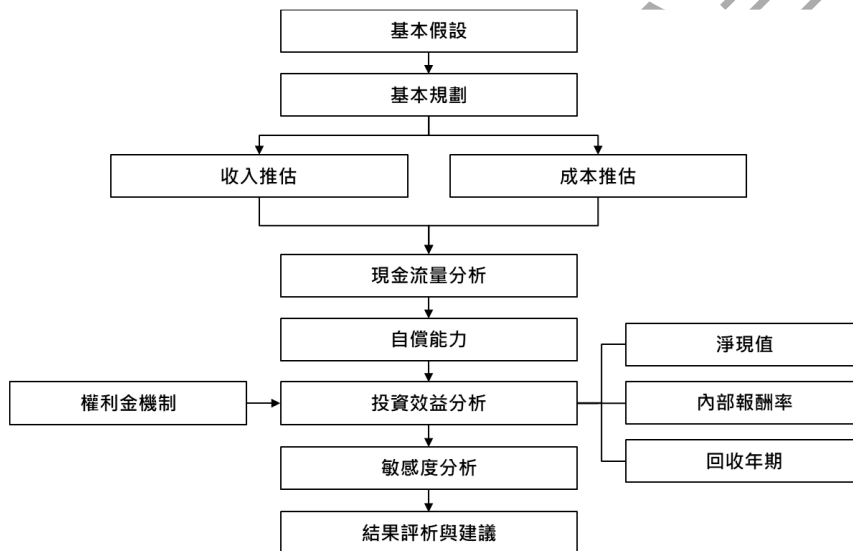 基本假設
基本規劃
收入推估
成本推估
現金流量分析
自償能力
淨現值
權利金機制
投資效益分析
內部報酬率
敏感度分析
回收年期
結果評析與建議